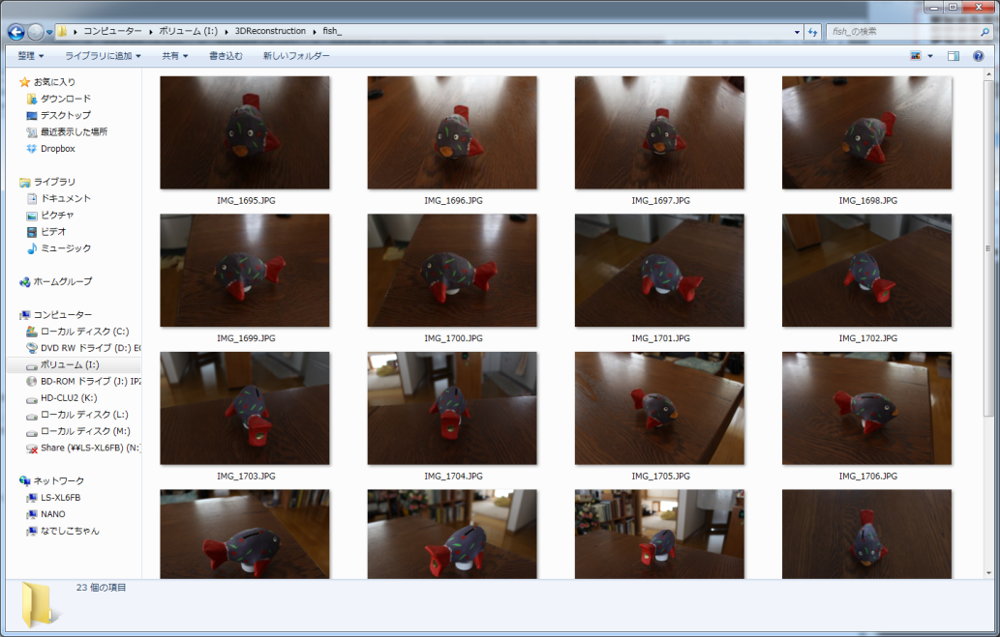 コンピューター ▸ ボリューム (I:) ▸ 3DReconstruction ▸ fish_
fish_の検索
整理 ライブラリに追加 共有 書き込む 新しいフォルダー
お気に入り
ダウンロード
デスクトップ
最近表示した場所
Dropbox
ライブラリ
ドキュメント
ピクチャ
ビデオ
ミュージック
ホームグループ
コンピューター
ローカル ディスク (C:)
DVD RW ドライブ (D:) EO
ボリューム (I:)
BD-ROM ドライブ (J:) IPZ
HD-CLU2 (K:)
ローカル ディスク (L:)
ローカル ディスク (M:)
Share (¥¥LS-XL6FB) (N:)
ネットワーク
LS-XL6FB
NANO
なでしこちゃん
IMG_1695.JPG IMG_1696.JPG IMG_1697.JPG IMG_1698.JPG
IMG_1699.JPG IMG_1700.JPG IMG_1701.JPG IMG_1702.JPG
IMG_1703.JPG IMG_1704.JPG IMG_1705.JPG IMG_1706.JPG
23 個の項目